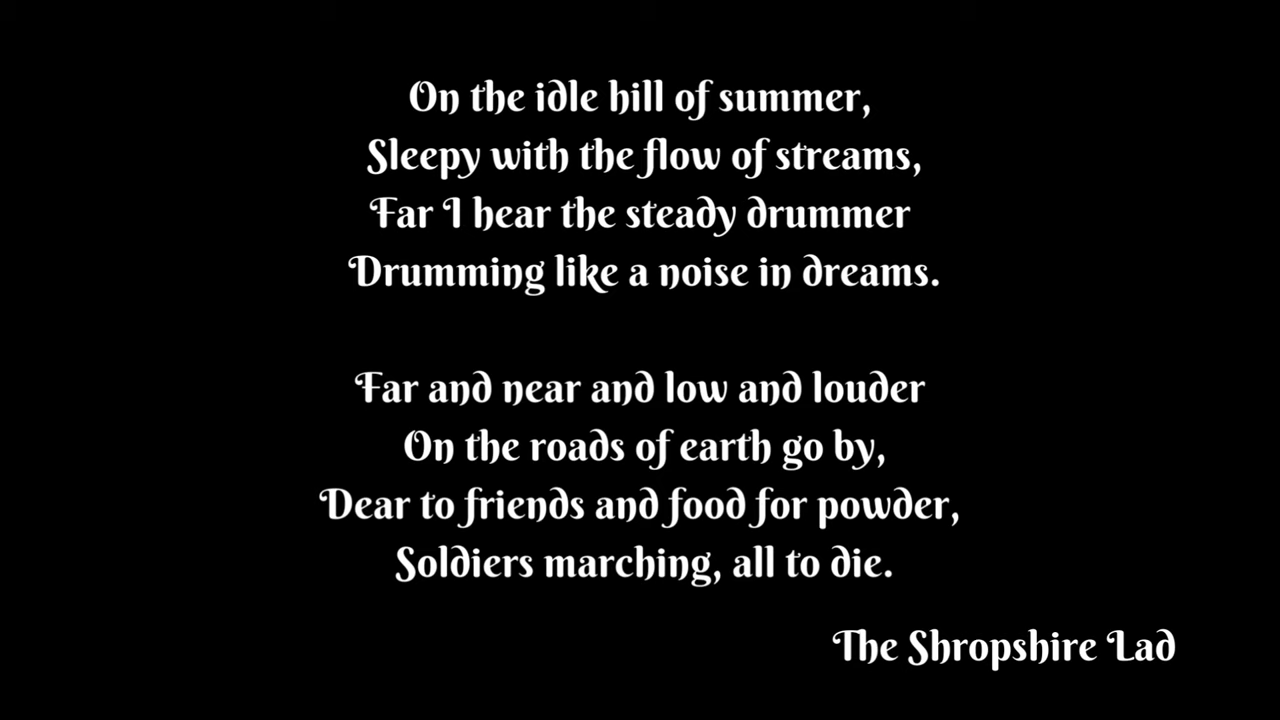 On the idle hill of summer,
Sleepy with the flow of streams,
Far I hear the steady drummer
Drumming like a noise in dreams.
Far and near and low and louder
On the roads of earth go by,
Dear to friends and food for powder,
Soldiers marching, all to die.
The Shropshire Lad